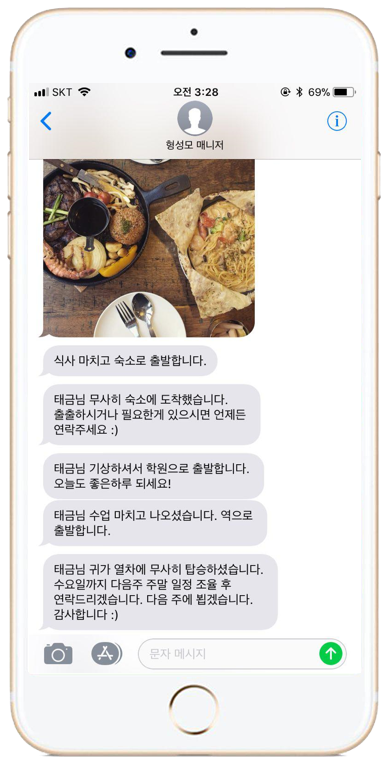 SKT
오전 3:28
69%
형성모 매니저
식사 마치고 숙소로 출발합니다.
태금님 무사히 숙소에 도착했습니다.
출출하시거나 필요한게 있으시면 언제든
연락주세요 :)
태금님 기상하셔서 학원으로 출발합니다.
오늘도 좋은하루 되세요!
태금님 수업 마치고 나오셨습니다. 역으로
출발합니다.
태금님 귀가 열차에 무사히 탑승하셨습니다.
수요일까지 다음주 주말 일정 조율 후
연락드리겠습니다. 다음 주에 뵙겠습니다.
감사합니다 :)
문자 메시지